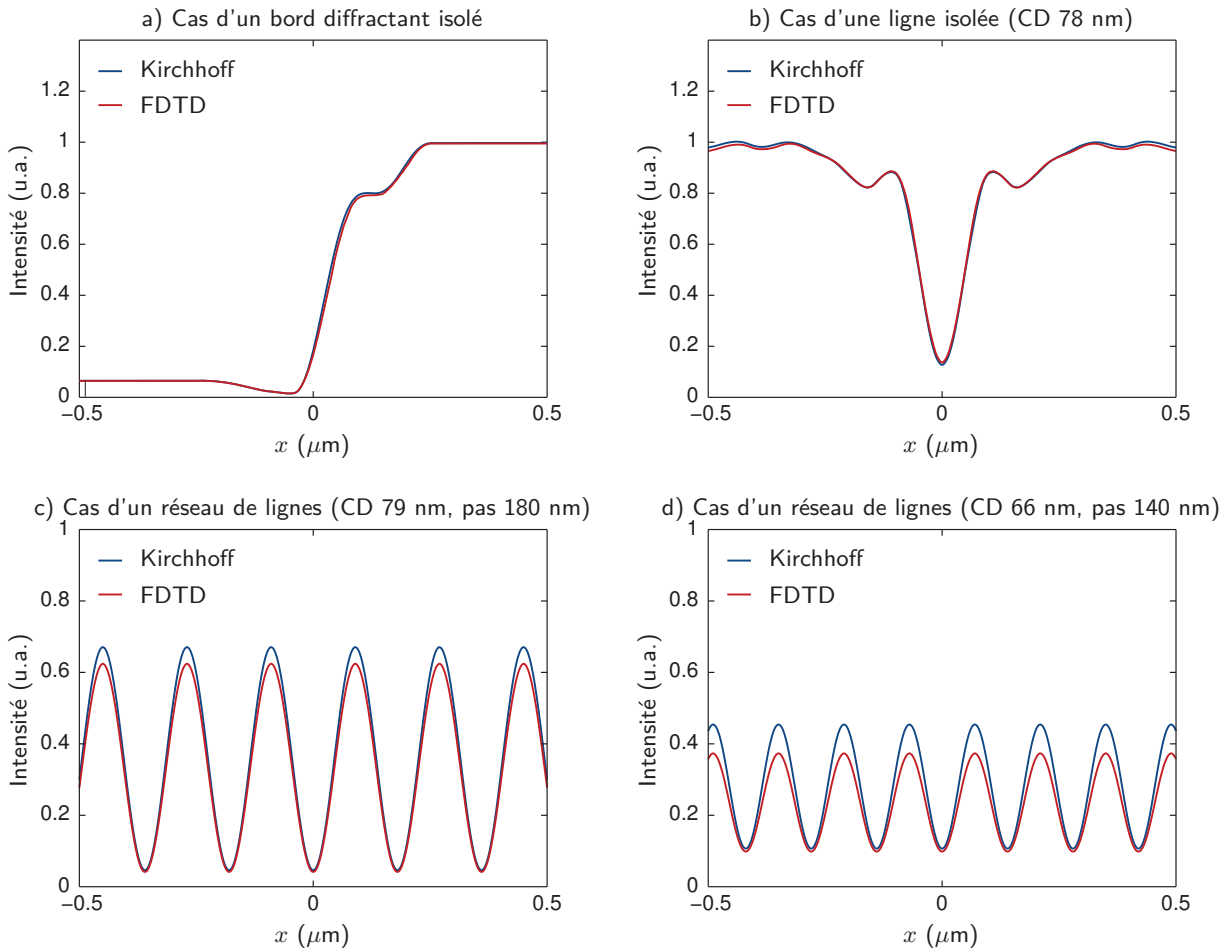 a) Cas d'un bord diffractant isolé
Kirchhoff
FDTD
Intensité (u.a.)
1.2
1
0.8
0.6
0.4
0.2
0
−0.5
0
0.5
x (μm)
b) Cas d'une ligne isolée (CD 78 nm)
Kirchhoff
FDTD
Intensité (u.a.)
1.2
1
0.8
0.6
0.4
0.2
0
−0.5
0
0.5
x (μm)
c) Cas d'un réseau de lignes (CD 79 nm, pas 180 nm)
Kirchhoff
FDTD
Intensité (u.a.)
1
0.8
0.6
0.4
0.2
0
−0.5
0
0.5
x (μm)
d) Cas d'un réseau de lignes (CD 66 nm, pas 140 nm)
Kirchhoff
FDTD
Intensité (u.a.)
1
0.8
0.6
0.4
0.2
0
−0.5
0
0.5
x (μm)